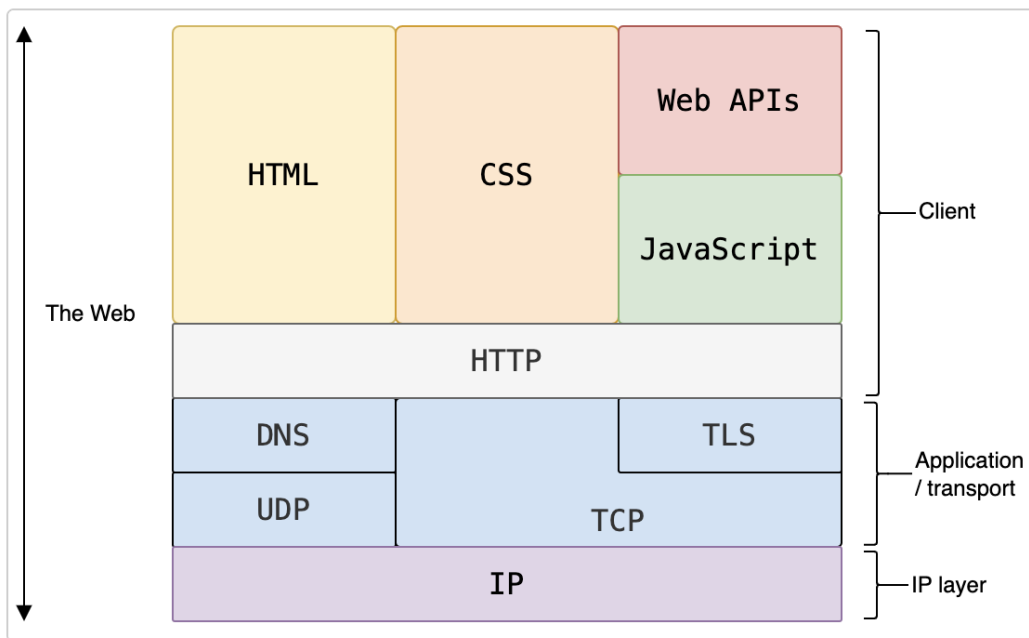 Web APIs
HTML
CSS
Client
JavaScript
The Web
HTTP
DNS
TLS
Application
/ transport
UDP
TCP
IP
IP layer